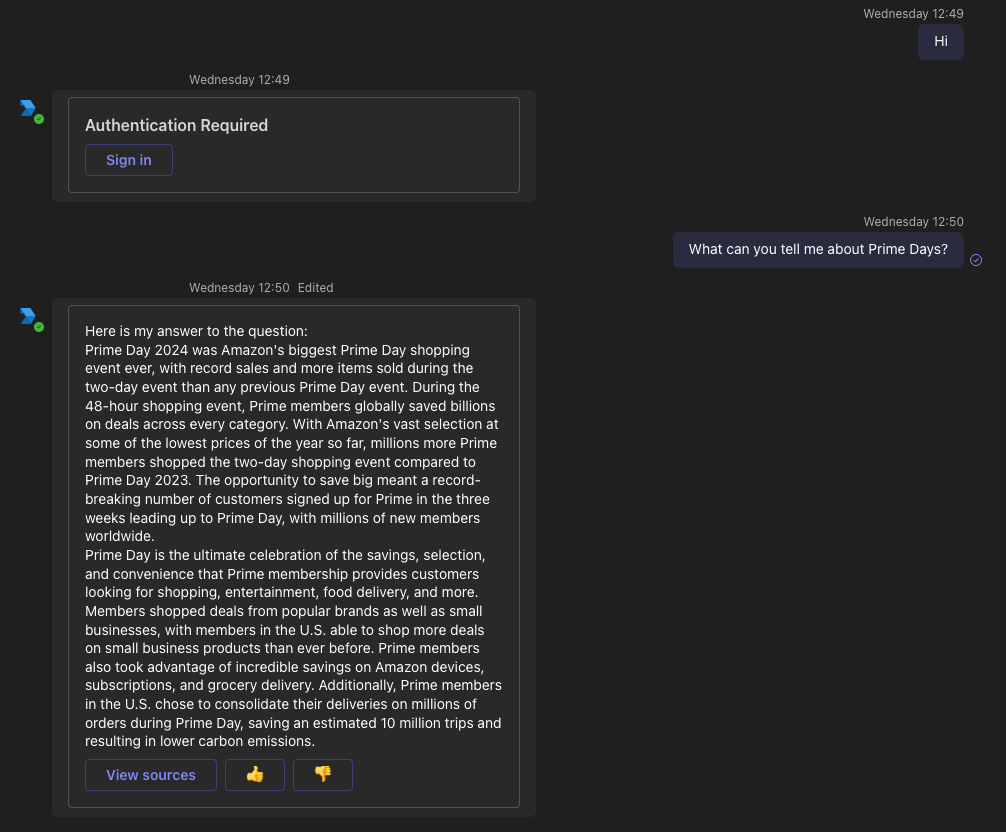 Wednesday 12:49
Hi
Wednesday 12:49
Authentication Required
Sign in
Wednesday 12:50
What can you tell me about Prime Days?
Wednesday 12:50 Edited
Here is my answer to the question:
Prime Day 2024 was Amazon's biggest Prime Day shopping
event ever, with record sales and more items sold during the
two-day event than any previous Prime Day event. During the
48-hour shopping event, Prime members globally saved billions
on deals across every category. With Amazon's vast selection at
some of the lowest prices of the year so far, millions more Prime
members shopped the two-day shopping event compared to
Prime Day 2023. The opportunity to save big meant a record-
breaking number of customers signed up for Prime in the three
weeks leading up to Prime Day, with millions of new members
worldwide.
Prime Day is the ultimate celebration of the savings, selection,
and convenience that Prime membership provides customers
looking for shopping, entertainment, food delivery, and more.
Members shopped deals from popular brands as well as small
businesses, with members in the U.S. able to shop more deals
on small business products than ever before. Prime members
also took advantage of incredible savings on Amazon devices,
subscriptions, and grocery delivery. Additionally, Prime members
in the U.S. chose to consolidate their deliveries on millions of
orders during Prime Day, saving an estimated 10 million trips and
resulting in lower carbon emissions.
View sources